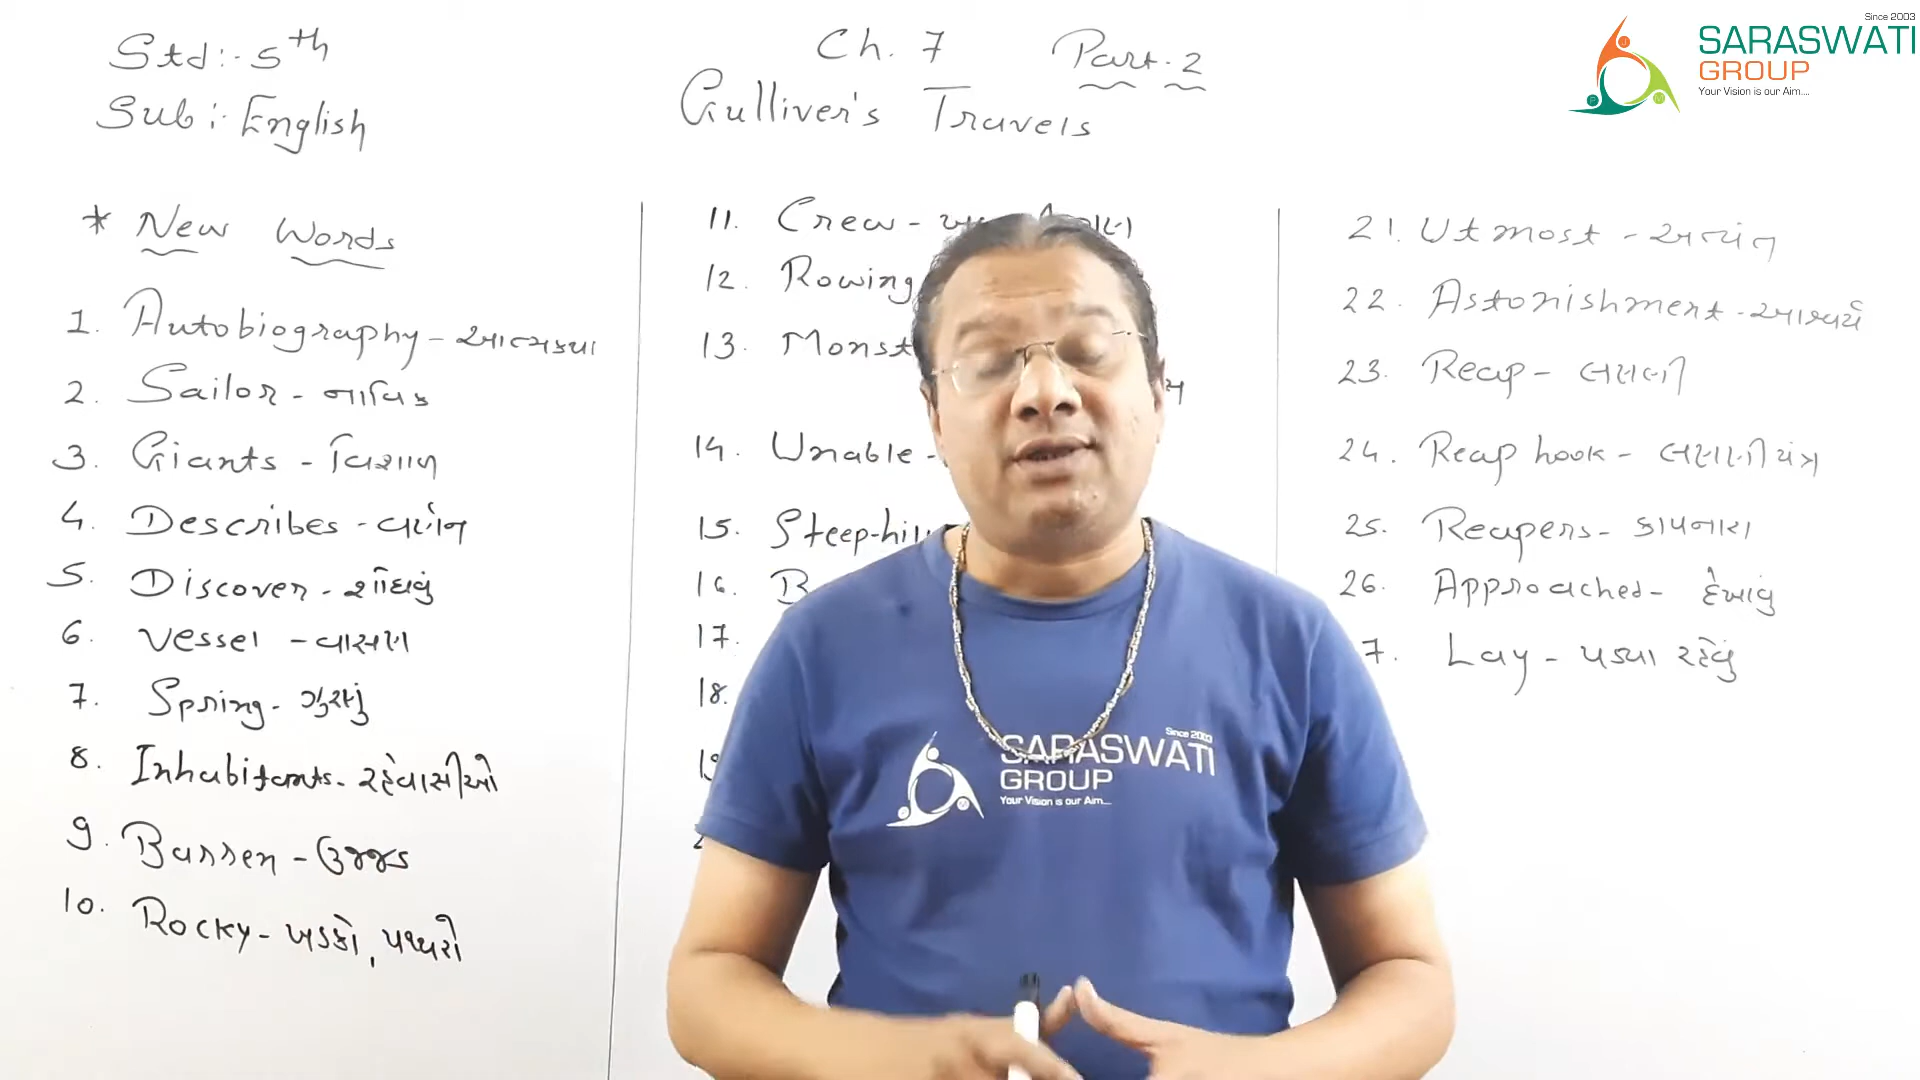 Std:- 5th
Sub:- English
Ch. 7 Part-2
Gulliver's Travels
Since 2003
SARASWATI
GROUP
Your Vision is our Aim....
* New Words
1. Autobiography - આત્મકથા
2. Sailor - નાવિક
3. Giants - વિશાળ
4. Describes - વર્ણન
5. Discover - શોધવું
6. Vessel - વાસણ
7. Spring - ઝરણું
8. Inhabitants - રહેવાસીઓ
9. Barren - ઉજ્જડ
10. Rocky - ખડકો, પથ્થરો
11. Crew -
12. Rowing
13. Monst
14. Unable -
15. Steep-hil
16. B
17.
18.
21. Utmost - અત્યંત
22. Astonishment - આશ્ચર્ય
23. Reap - લણણી
24. Reap hook - લણણી યંત્ર
25. Reapers - કાપનારા
26. Approached - દેખાવું
7. Lay - પડ્યા રહેવું
Since 2003
SARASWATI
GROUP
Your Vision is our Aim....